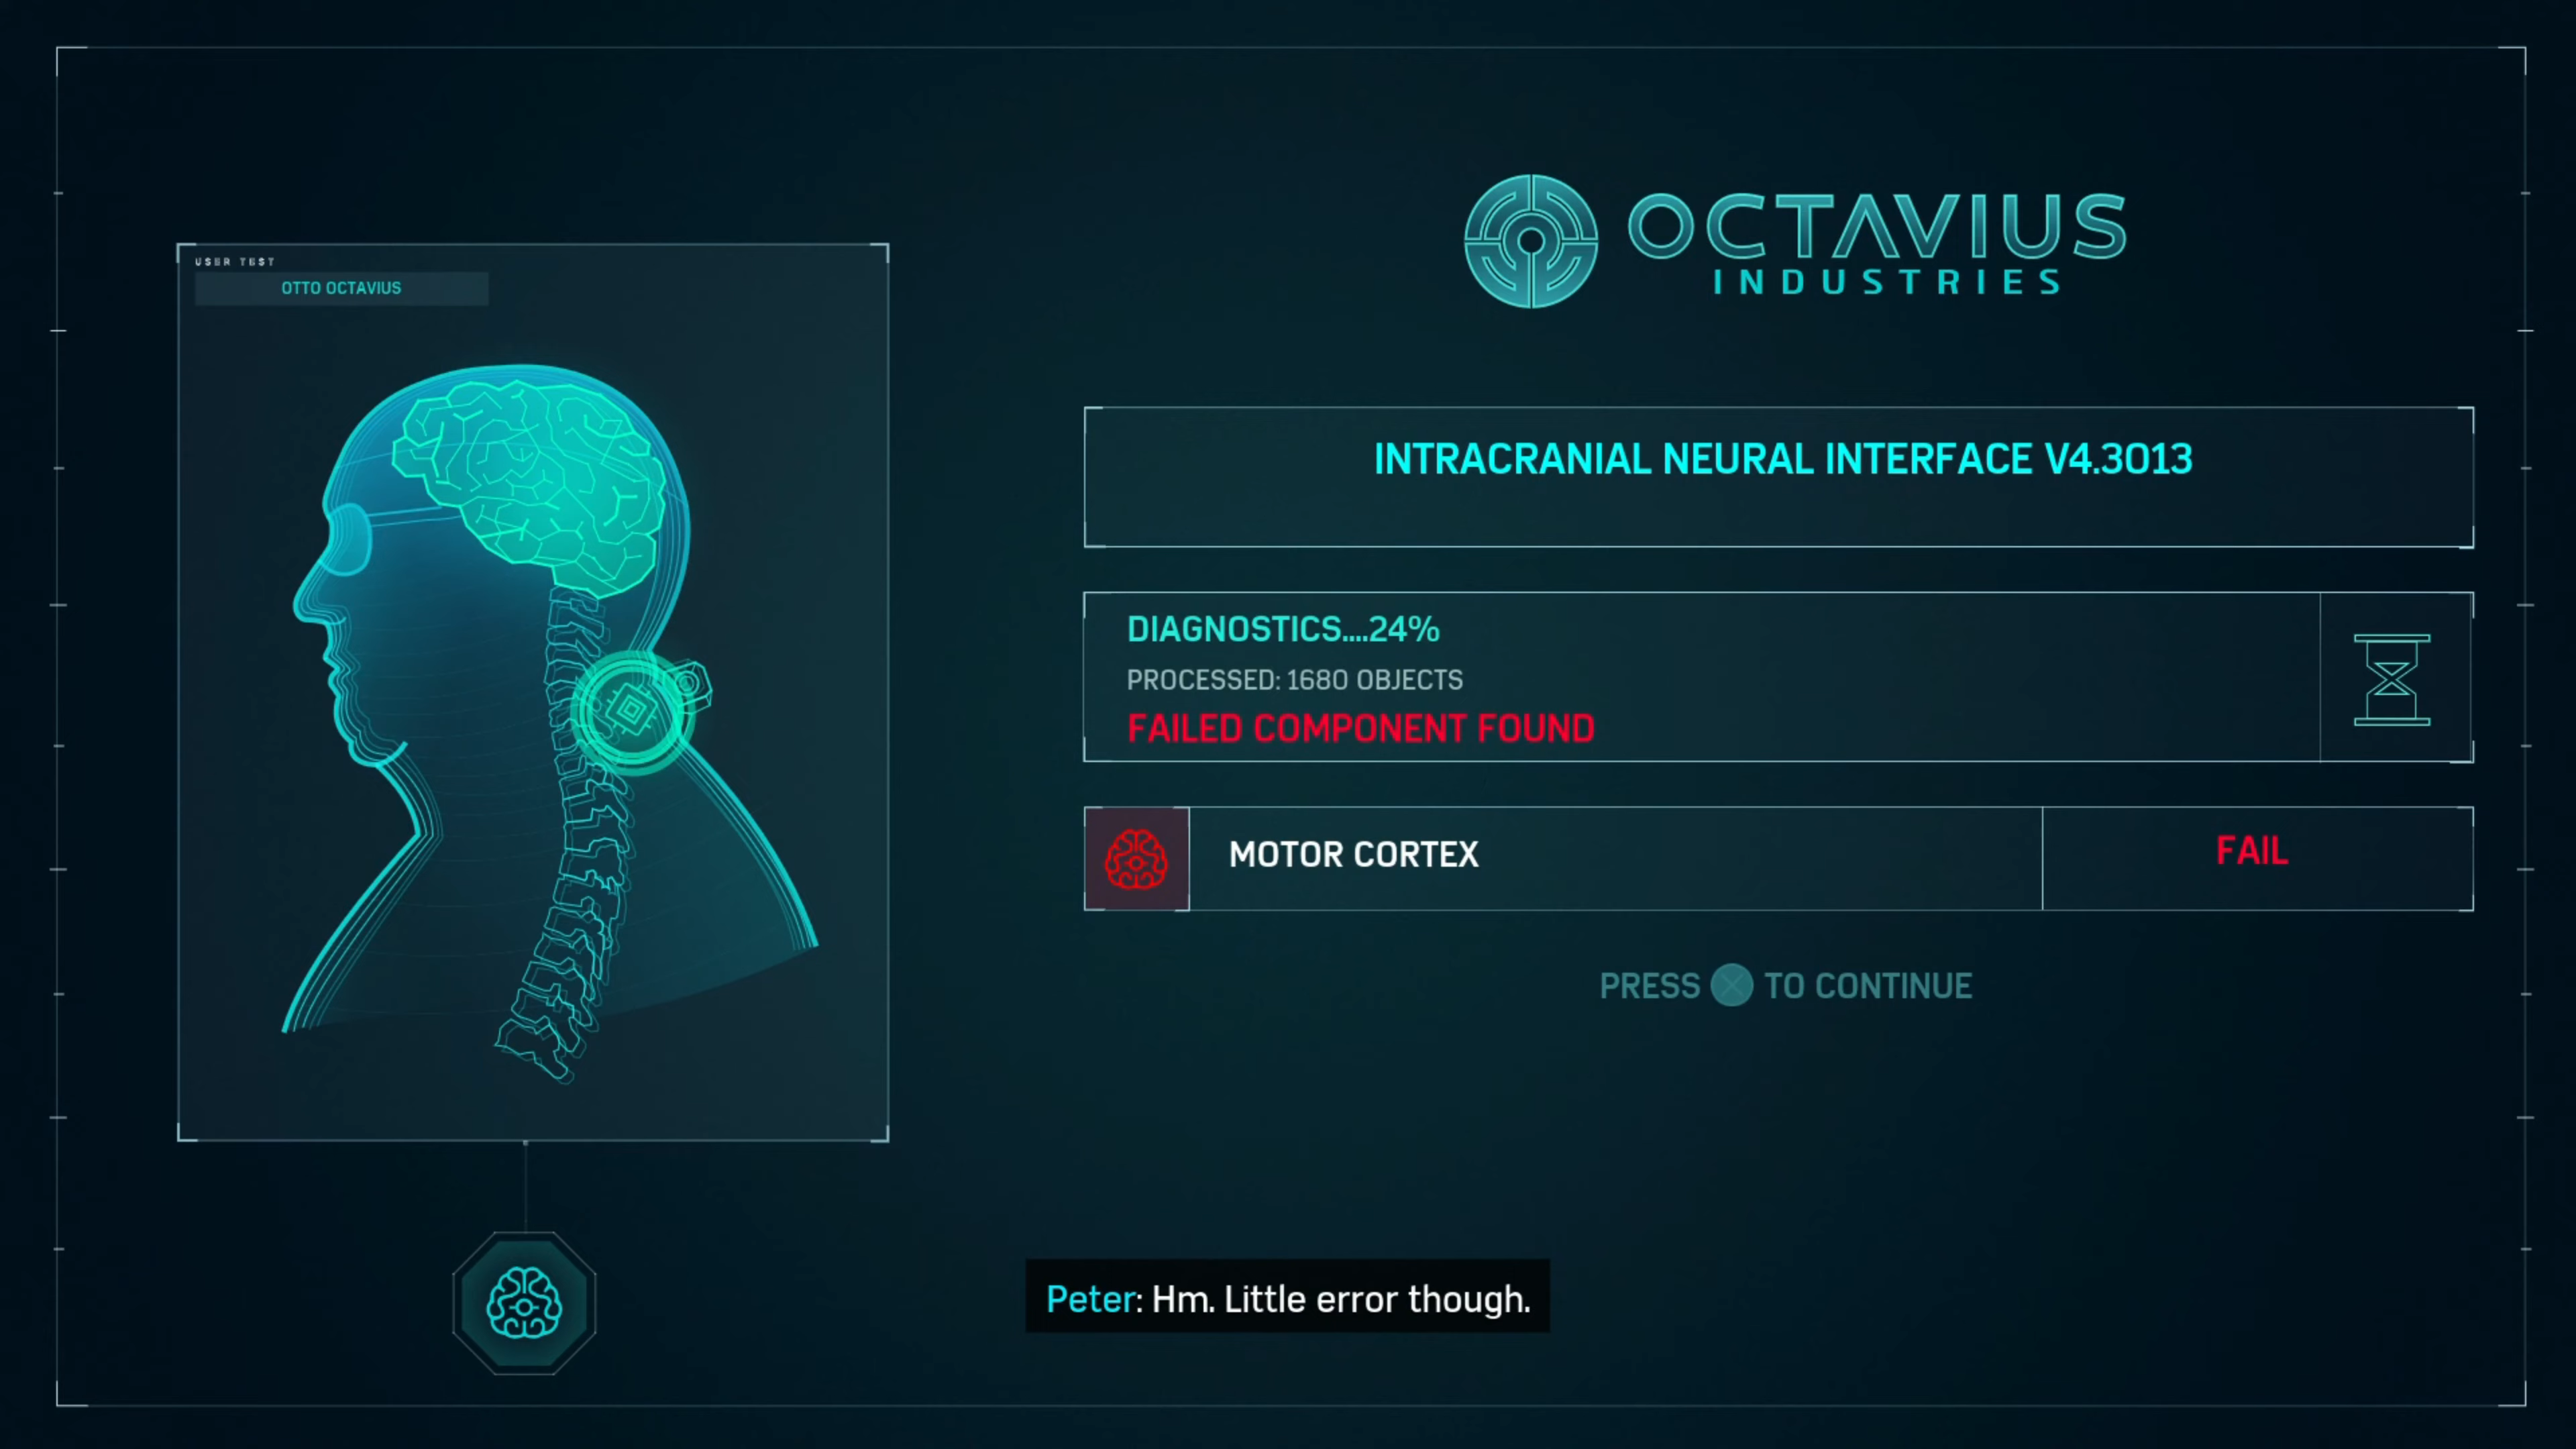 USER TEST
OTTO OCTAVIUS
OCTAVIUS
INDUSTRIES
INTRACRANIAL NEURAL INTERFACE V4.3013
DIAGNOSTICS....24%
PROCESSED: 1680 OBJECTS
FAILED COMPONENT FOUND
MOTOR CORTEX
FAIL
PRESS TO CONTINUE
Peter: Hm. Little error though.